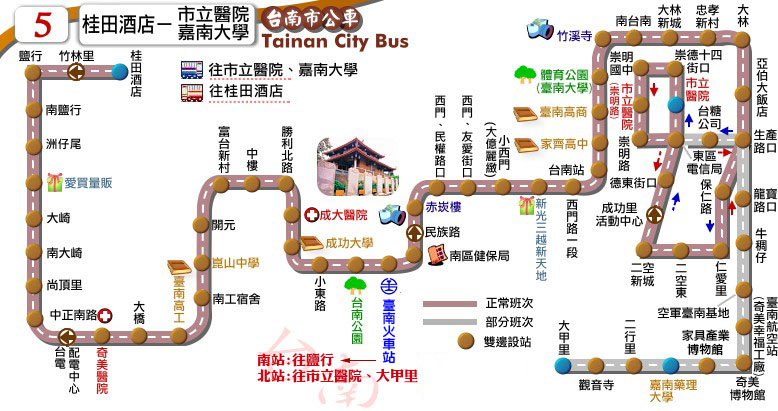 5
桂田酒店－市立醫院
嘉南大學
台南市公車
Tainan City Bus
往市立醫院、嘉南大學
往桂田酒店
鹽行
竹林里
桂田酒店
南鹽行
洲仔尾
愛買量販
大崎
南大崎
尚頂里
中正南路
台電
配電中心
奇美醫院
大橋
臺南高工
南工宿舍
崑山中學
開元
富台新村
中樓
勝利北路
成大醫院
成功大學
小東路
台南公園
臺南火車站
南區健保局
民族路
赤崁樓
西門、民權路口
西門、友愛街口
小西門
(大億麗緻)
新光三越新天地
西門路一段
台南站
家齊高中
臺南高商
體育公園
(臺南大學)
竹溪寺
南台南
大林新城
忠孝新村
大林
亞伯大飯店
生產路口
崇明國中
(崇明路)
市立醫院
崇德十四街口
市立醫院
台糖公司
崇明路
東區電信局
德東街口
成功里
活動中心
二空新城
二空東
仁愛里
保仁路
龍寶路口
牛稠仔
空軍臺南基地
臺南航空站
(奇美幸福工廠)
家具產業
博物館
奇美博物館
嘉南藥理
大學
二行里
觀音寺
大甲里
正常班次
部分班次
雙邊設站
南站:往鹽行
北站:往市立醫院、大甲里
台南